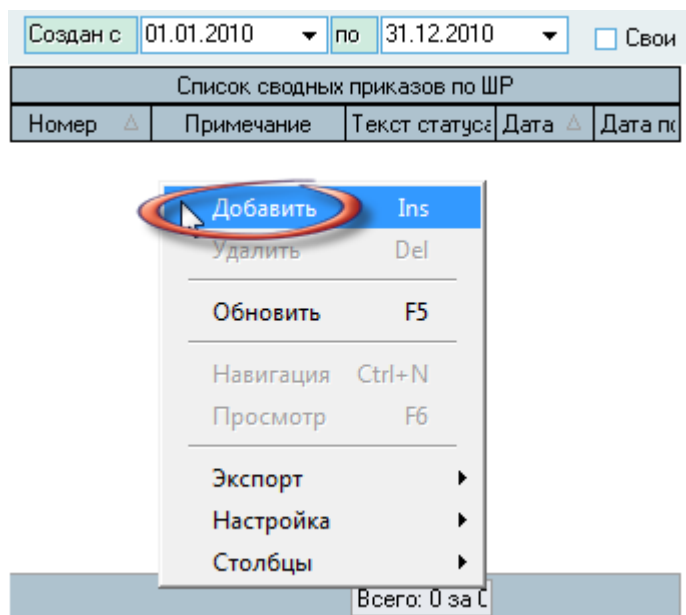 Создан с 01.01.2010 по 31.12.2010 Свои
Список сводных приказов по ШР
Номер Примечание Текст статуса Дата Дата по
Добавить Ins
Удалить Del
Обновить F5
Навигация Ctrl+N
Просмотр F6
Экспорт
Настройка
Столбцы
Всего: 0 за